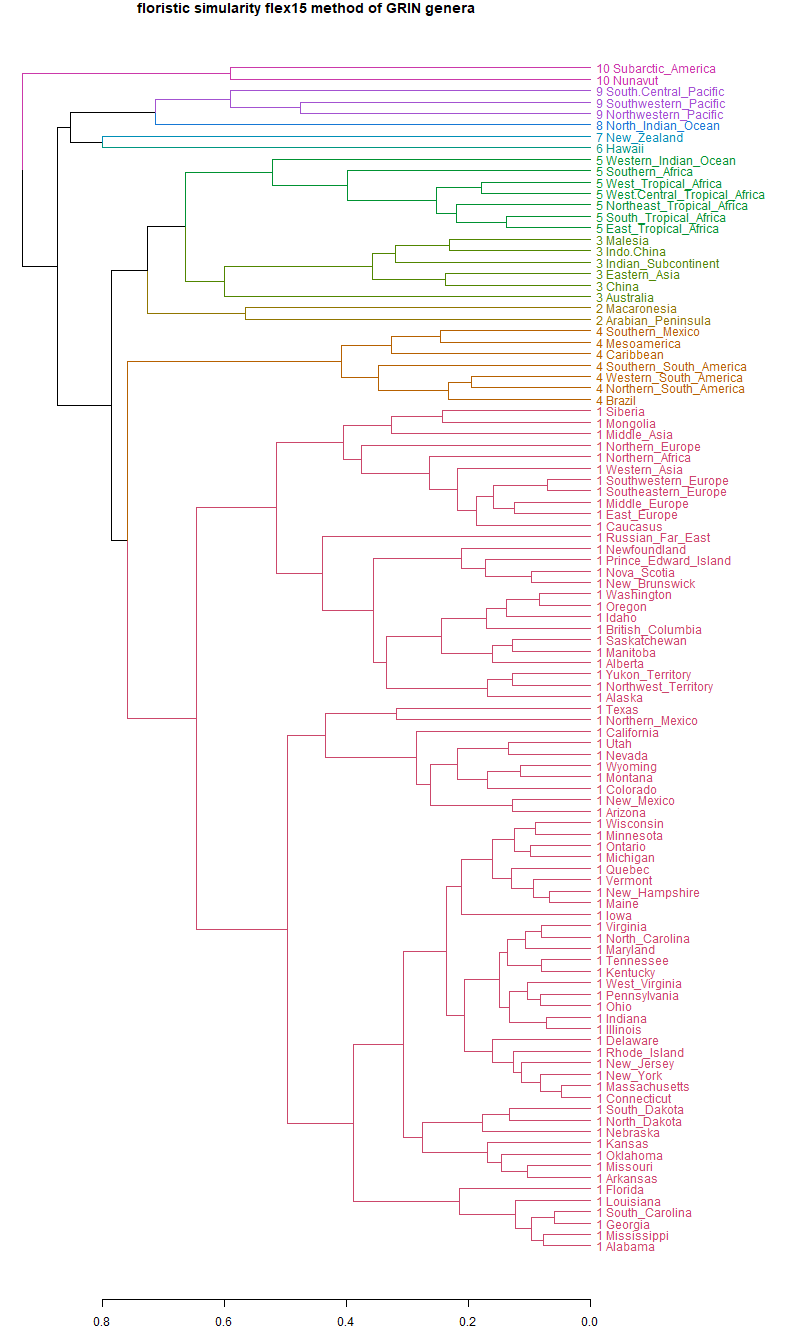 floristic simularity flex15 method of GRIN genera
10 Subarctic_America
10 Nunavut
9 South.Central_Pacific
9 Southwestern_Pacific
9 Northwestern_Pacific
8 North_Indian_Ocean
7 New_Zealand
6 Hawaii
5 Western_Indian_Ocean
5 Southern_Africa
5 West_Tropical_Africa
5 West.Central_Tropical_Africa
5 Northeast_Tropical_Africa
5 South_Tropical_Africa
5 East_Tropical_Africa
3 Malesia
3 Indo.China
3 Indian_Subcontinent
3 Eastern_Asia
3 China
3 Australia
2 Macaronesia
2 Arabian_Peninsula
4 Southern_Mexico
4 Mesoamerica
4 Caribbean
4 Southern_South_America
4 Western_South_America
4 Northern_South_America
4 Brazil
1 Siberia
1 Mongolia
1 Middle_Asia
1 Northern_Europe
1 Northern_Africa
1 Western_Asia
1 Southwestern_Europe
1 Southeastern_Europe
1 Middle_Europe
1 East_Europe
1 Caucasus
1 Russian_Far_East
1 Newfoundland
1 Prince_Edward_Island
1 Nova_Scotia
1 New_Brunswick
1 Washington
1 Oregon
1 Idaho
1 British_Columbia
1 Saskatchewan
1 Manitoba
1 Alberta
1 Yukon_Territory
1 Northwest_Territory
1 Alaska
1 Texas
1 Northern_Mexico
1 California
1 Utah
1 Nevada
1 Wyoming
1 Montana
1 Colorado
1 New_Mexico
1 Arizona
1 Wisconsin
1 Minnesota
1 Ontario
1 Michigan
1 Quebec
1 Vermont
1 New_Hampshire
1 Maine
1 Iowa
1 Virginia
1 North_Carolina
1 Maryland
1 Tennessee
1 Kentucky
1 West_Virginia
1 Pennsylvania
1 Ohio
1 Indiana
1 Illinois
1 Delaware
1 Rhode_Island
1 New_Jersey
1 New_York
1 Massachusetts
1 Connecticut
1 South_Dakota
1 North_Dakota
1 Nebraska
1 Kansas
1 Oklahoma
1 Missouri
1 Arkansas
1 Florida
1 Louisiana
1 South_Carolina
1 Georgia
1 Mississippi
1 Alabama
0.8 0.6 0.4 0.2 0.0